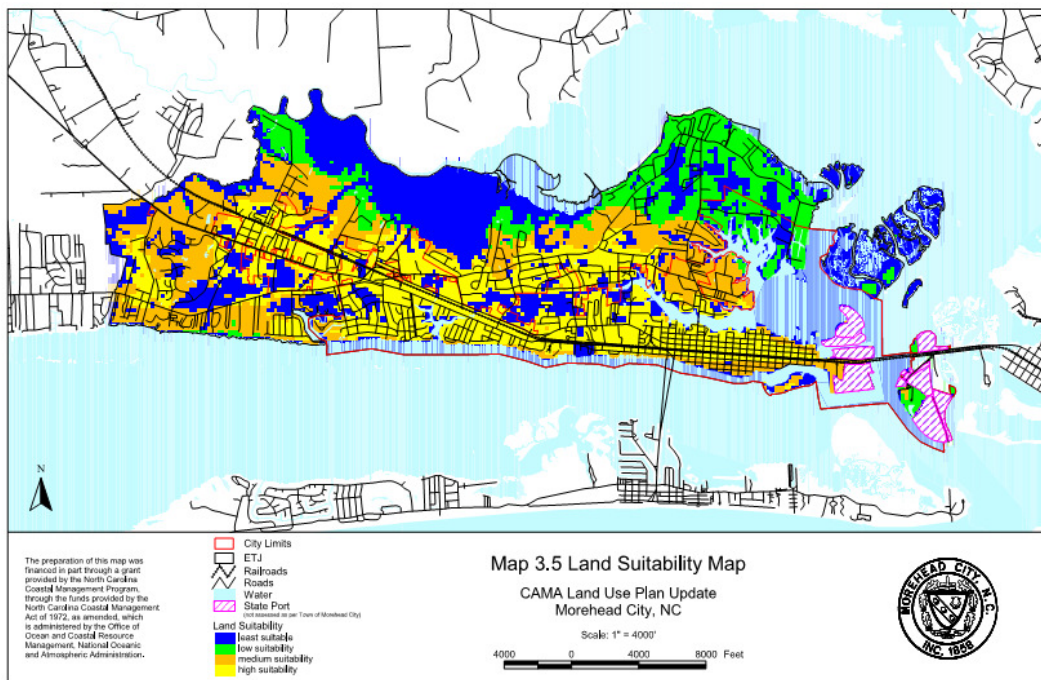 N
The preparation of this map was
financed in part through a grant
provided by the North Carolina
Coastal Management Program,
through the funds provided by the
North Carolina Coastal Management
Act of 1972, as amended, which
is administered by the Office of
Ocean and Coastal Resource
Management, National Oceanic
and Atmospheric Administration.
City Limits
ETJ
Railroads
Roads
Water
State Port
(not assessed as per Town of Morehead City)
Land Suitability
least suitable
low suitability
medium suitability
high suitability
Map 3.5 Land Suitability Map
CAMA Land Use Plan Update
Morehead City, NC
Scale: 1" = 4000'
4000 0 4000 8000 Feet
MOREHEAD CITY, N.C.
INC. 1858